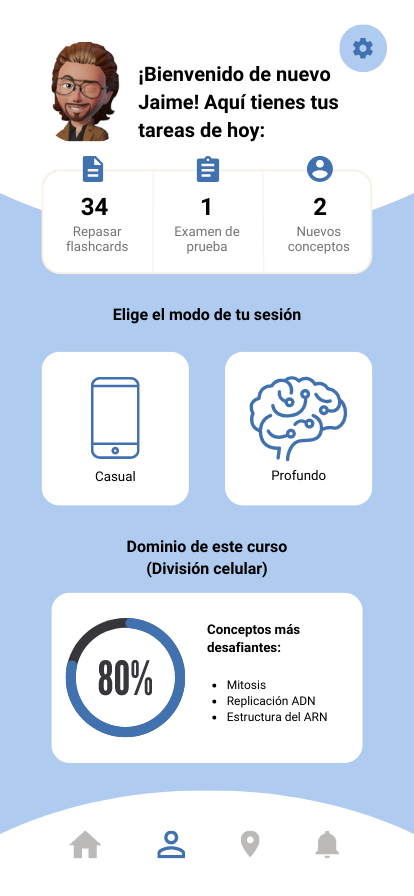 ¡Bienvenido de nuevo
Jaime! Aquí tienes tus
tareas de hoy:
34
Repasar
flashcards
1
Examen de
prueba
2
Nuevos
conceptos
Elige el modo de tu sesión
Casual
Profundo
Dominio de este curso
(División celular)
80%
Conceptos más
desafiantes:
• Mitosis
• Replicación ADN
• Estructura del ARN